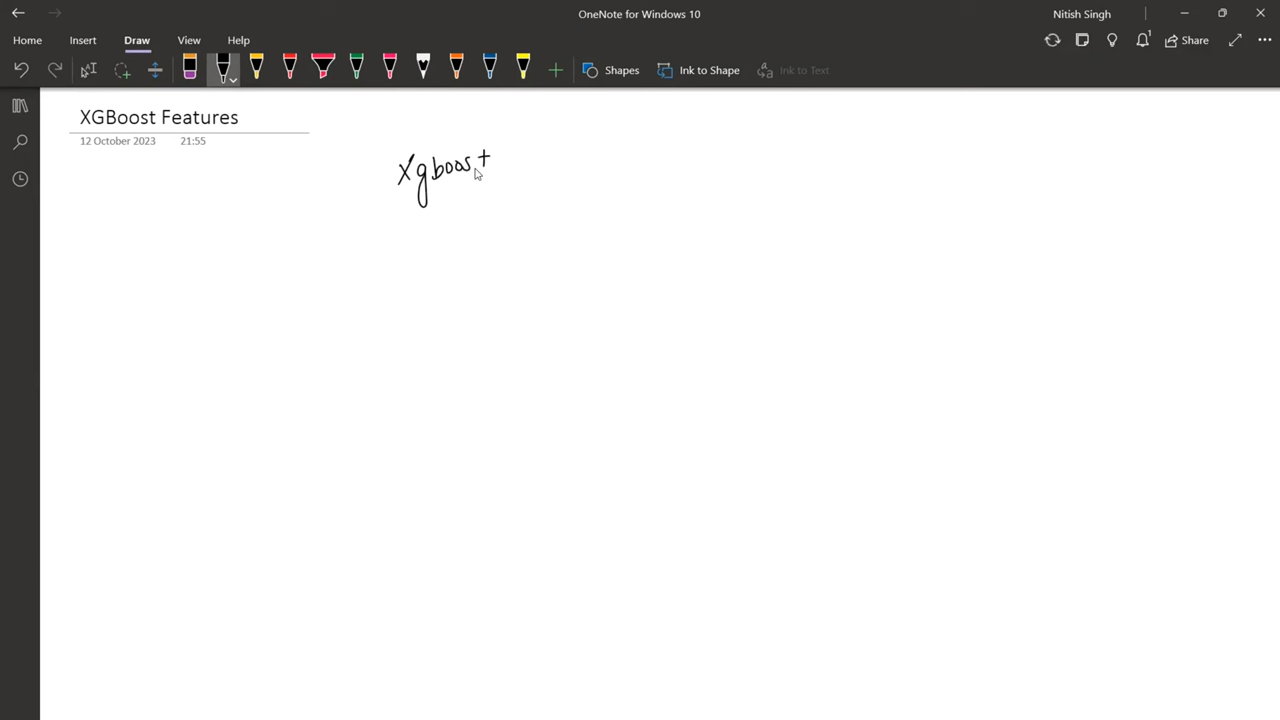 OneNote for Windows 10
Nitish Singh
Home Insert Draw View Help
Share
Shapes Ink to Shape Ink to Text
XGBoost Features
12 October 2023 21:55
Xgboost